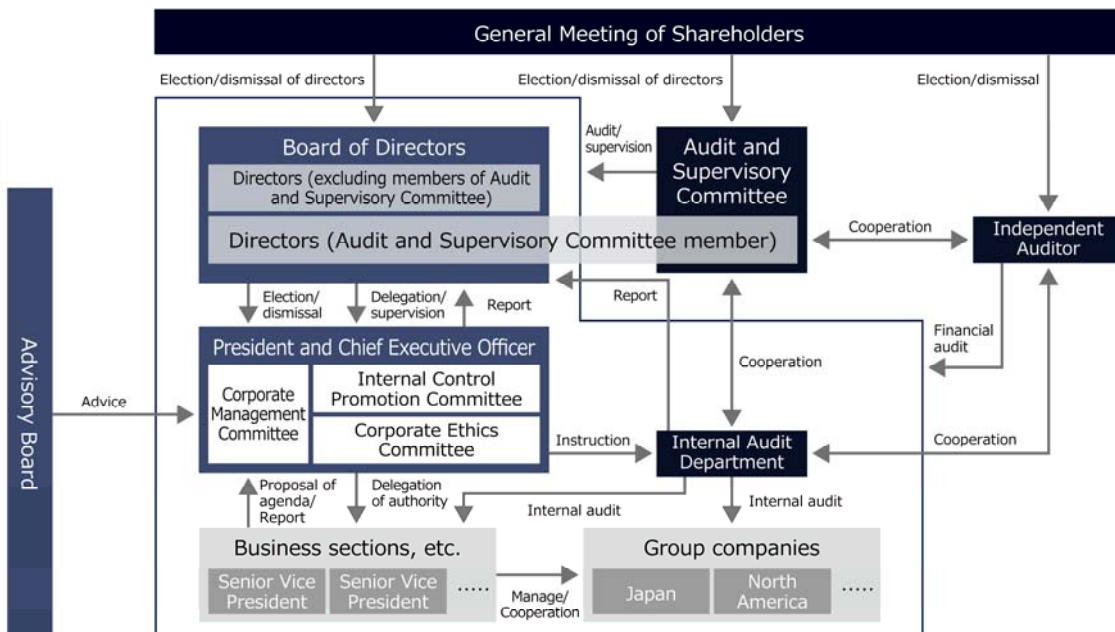 General Meeting of Shareholders
Election/dismissal of directors
Election/dismissal of directors
Election/dismissal
Board of Directors
Directors (excluding members of Audit
and Supervisory Committee)
Directors (Audit and Supervisory Committee member)
Audit/
supervision
Audit and
Supervisory
Committee
Cooperation
Independent
Auditor
Election/
dismissal
Delegation/
supervision
Report
Report
Financial
audit
Cooperation
Advisory Board
Advice
President and Chief Executive Officer
Corporate
Management
Committee
Internal Control
Promotion Committee
Corporate Ethics
Committee
Instruction
Internal Audit
Department
Cooperation
Proposal of
agenda/
Report
Delegation
of authority
Internal audit
Internal audit
Business sections, etc.
Senior Vice
President
Senior Vice
President
.....
Manage/
Cooperation
Group companies
Japan
North
America
.....